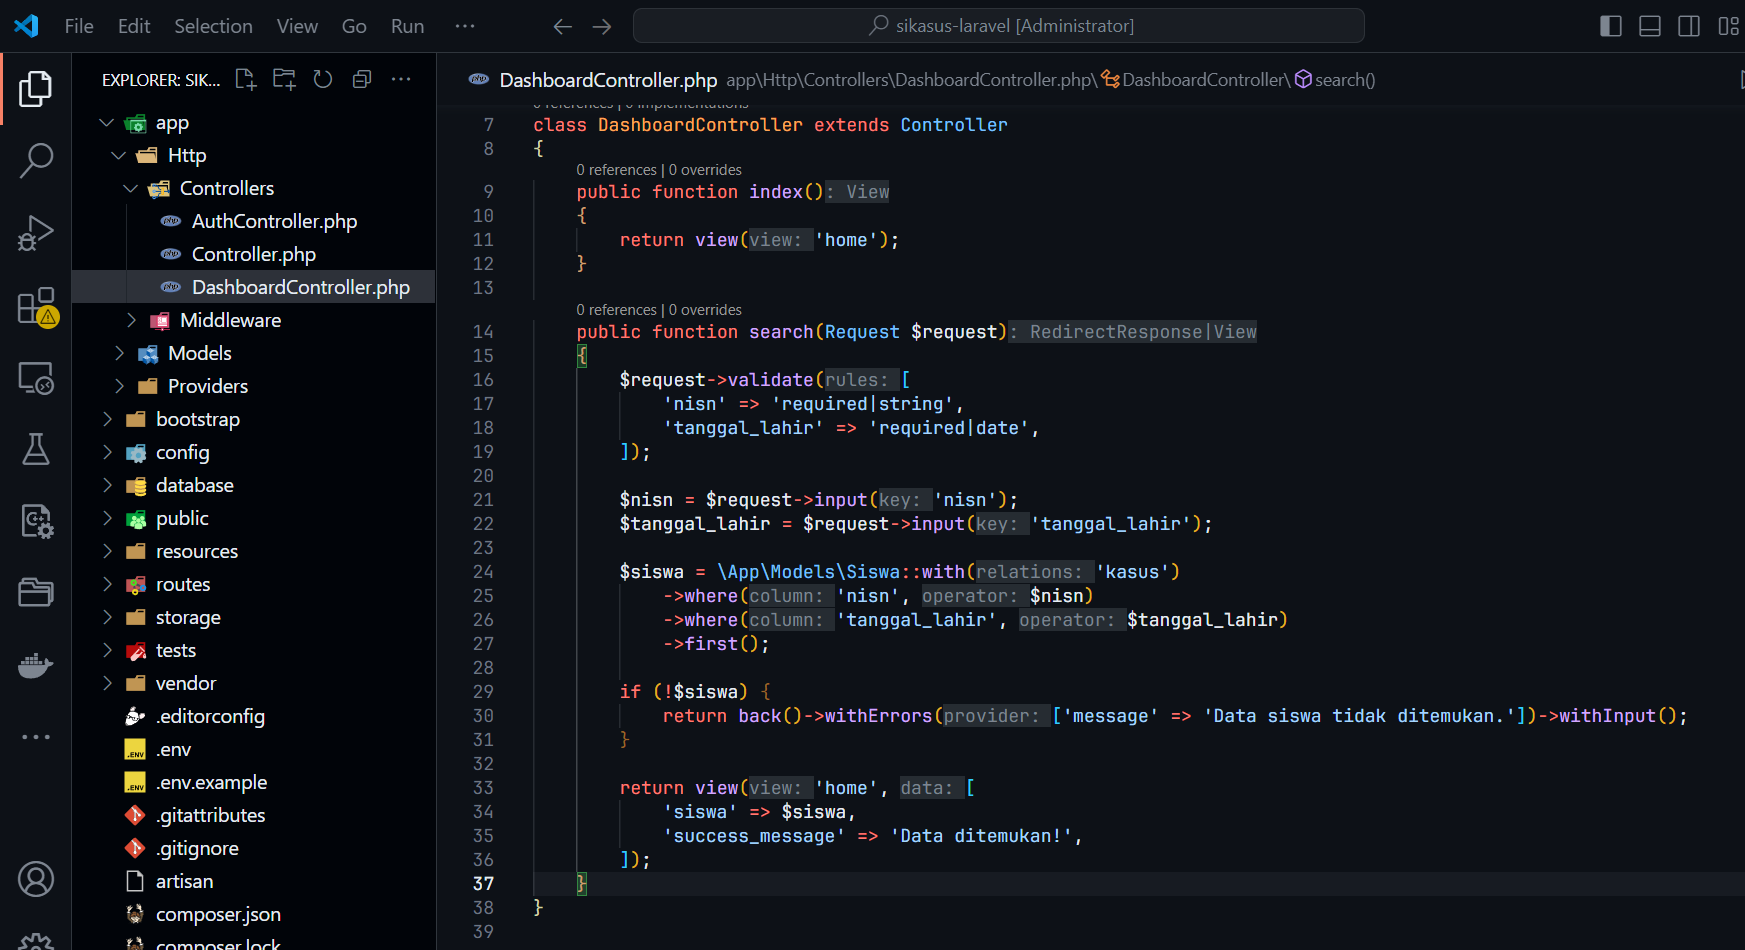 File Edit Selection View Go Run ···
sikasus-laravel [Administrator]
EXPLORER: SIK...
app
Http
Controllers
AuthController.php
Controller.php
DashboardController.php
Middleware
Models
Providers
bootstrap
config
database
public
resources
routes
storage
tests
vendor
.editorconfig
.env
.env.example
.gitattributes
.gitignore
artisan
composer.json
composer.lock
DashboardController.php app\Http\Controllers\DashboardController.php\DashboardController\search()
0 references | 0 implementations
7 class DashboardController extends Controller
8 {
0 references | 0 overrides
9 public function index(): View
10 {
11 return view(view: 'home');
12 }
13
0 references | 0 overrides
14 public function search(Request $request): RedirectResponse|View
15 {
16 $request->validate(rules: [
17 'nisn' => 'required|string',
18 'tanggal_lahir' => 'required|date',
19 ]);
20
21 $nisn = $request->input(key: 'nisn');
22 $tanggal_lahir = $request->input(key: 'tanggal_lahir');
23
24 $siswa = \App\Models\Siswa::with(relations: 'kasus')
25 ->where(column: 'nisn', operator: $nisn)
26 ->where(column: 'tanggal_lahir', operator: $tanggal_lahir)
27 ->first();
28
29 if (!$siswa) {
30 return back()->withErrors(provider: ['message' => 'Data siswa tidak ditemukan.'])->withInput();
31 }
32
33 return view(view: 'home', data: [
34 'siswa' => $siswa,
35 'success_message' => 'Data ditemukan!',
36 ]);
37 }
38 }
39